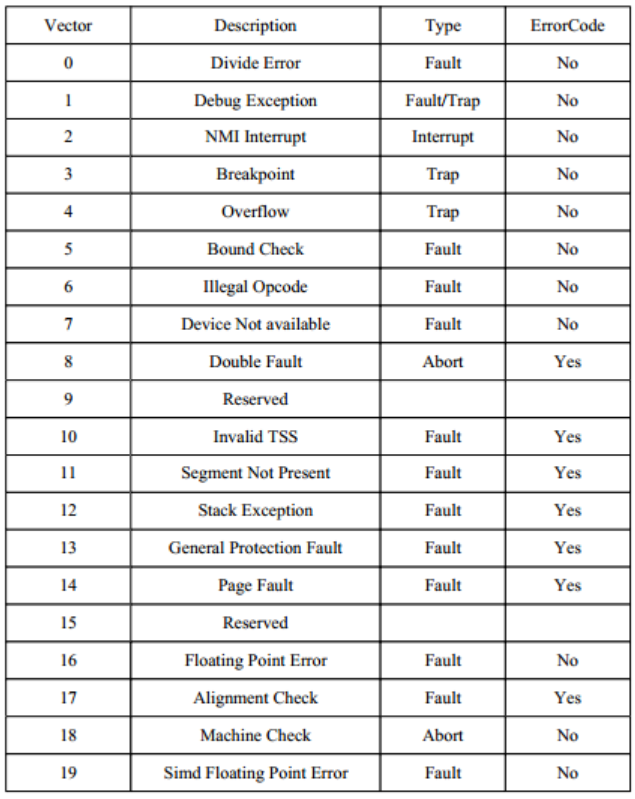 Vector Description Type ErrorCode
0 Divide Error Fault No
1 Debug Exception Fault/Trap No
2 NMI Interrupt Interrupt No
3 Breakpoint Trap No
4 Overflow Trap No
5 Bound Check Fault No
6 Illegal Opcode Fault No
7 Device Not available Fault No
8 Double Fault Abort Yes
9 Reserved
10 Invalid TSS Fault Yes
11 Segment Not Present Fault Yes
12 Stack Exception Fault Yes
13 General Protection Fault Fault Yes
14 Page Fault Fault Yes
15 Reserved
16 Floating Point Error Fault No
17 Alignment Check Fault Yes
18 Machine Check Abort No
19 Simd Floating Point Error Fault No